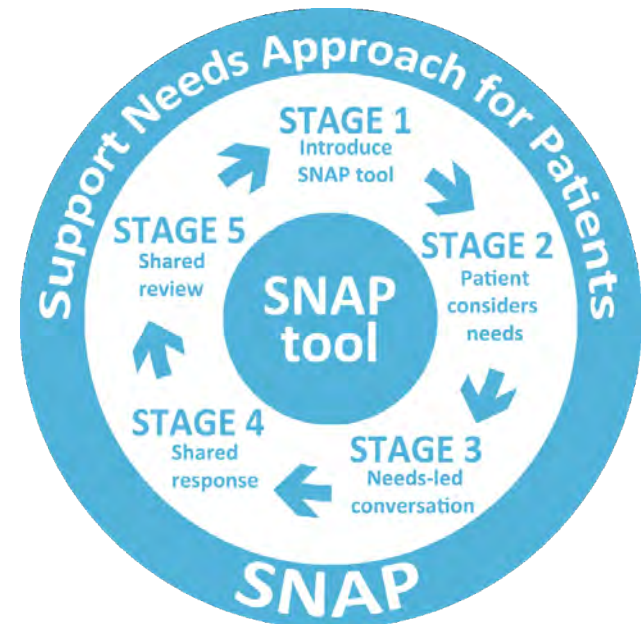 Support Needs Approach for Patients
STAGE 1
Introduce
SNAP tool
STAGE 2
Patient
considers
needs
STAGE 3
Needs-led
conversation
STAGE 4
Shared
response
STAGE 5
Shared
review
SNAP
tool
SNAP